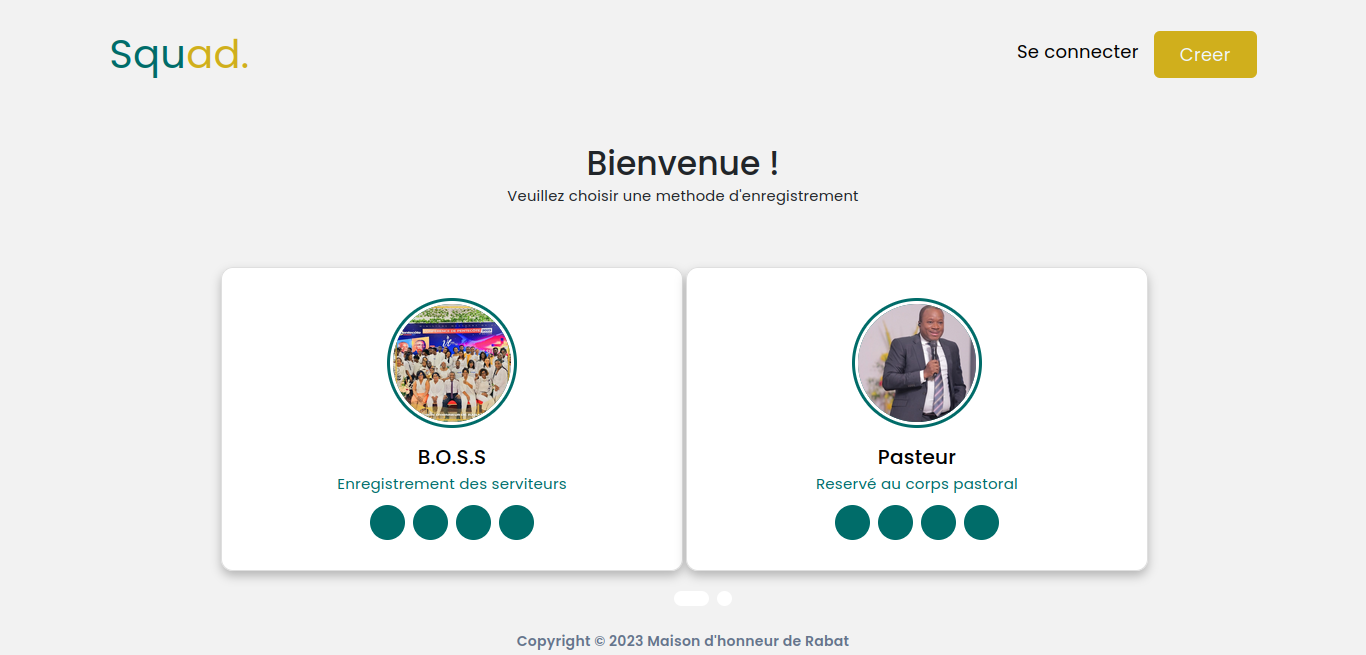 Squad.
Se connecter
Creer
Bienvenue !
Veuillez choisir une methode d'enregistrement
B.O.S.S
Enregistrement des serviteurs
Pasteur
Reservé au corps pastoral
Copyright © 2023 Maison d'honneur de Rabat